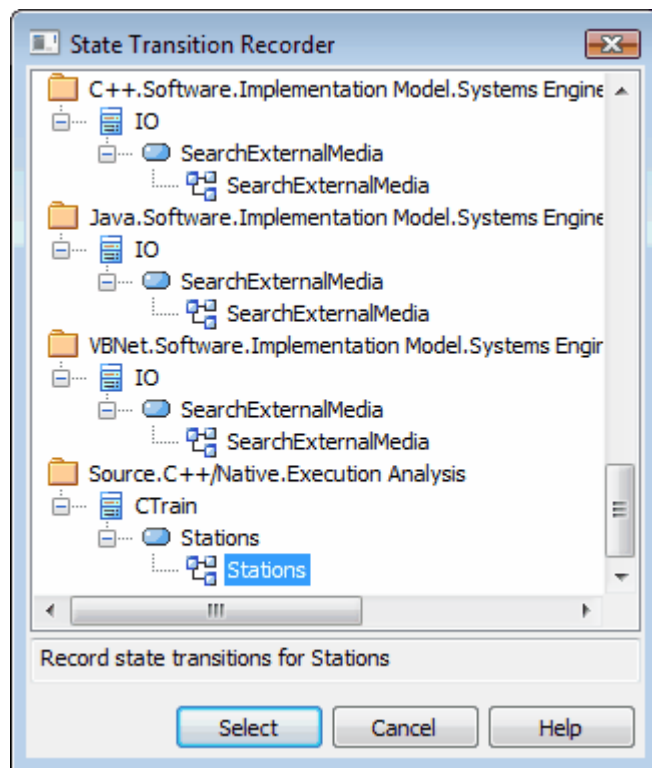 State Transition Recorder
C++.Software.Implementation Model.Systems Engine
IO
SearchExternalMedia
SearchExternalMedia
Java.Software.Implementation Model.Systems Engine
IO
SearchExternalMedia
SearchExternalMedia
VBNet.Software.Implementation Model.Systems Engir
IO
SearchExternalMedia
SearchExternalMedia
Source.C++/Native.Execution Analysis
CTrain
Stations
Stations
Record state transitions for Stations
Select Cancel Help